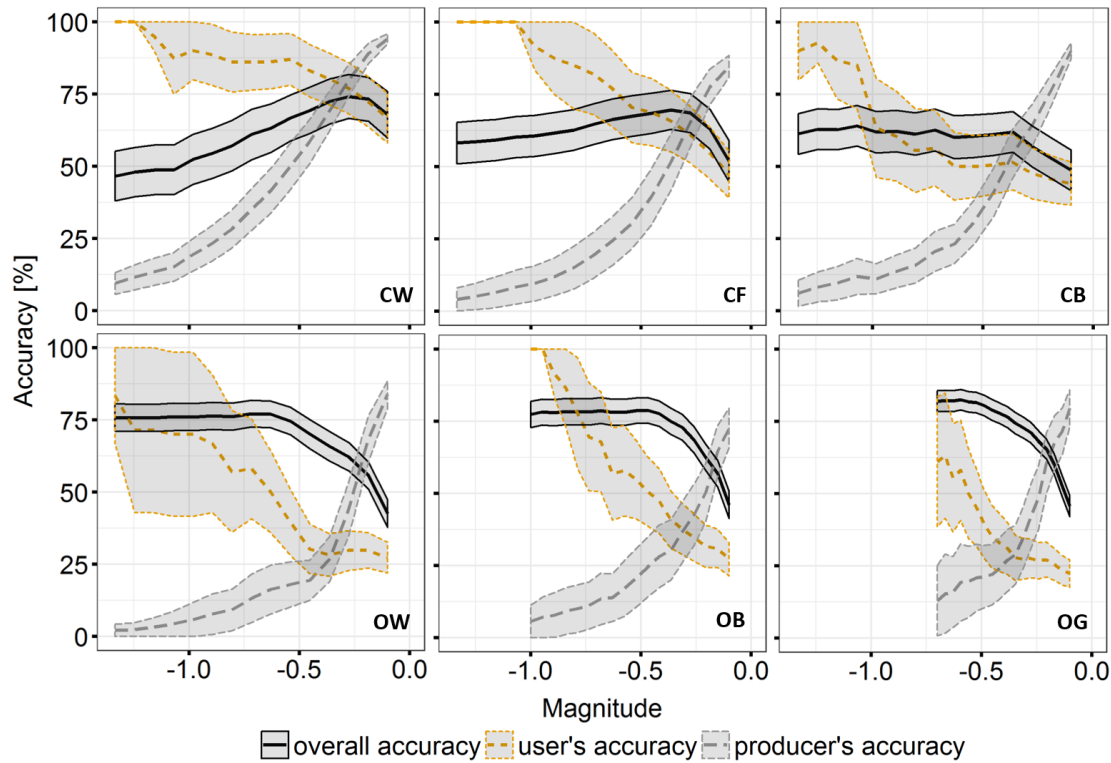 100
75
50
25
0
CW
CF
CB
100
75
50
25
0
OW
OB
OG
Accuracy [%]
-1.0 -0.5 0.0 -1.0 -0.5 0.0 -1.0 -0.5 0.0
Magnitude
overall accuracy user's accuracy producer's accuracy